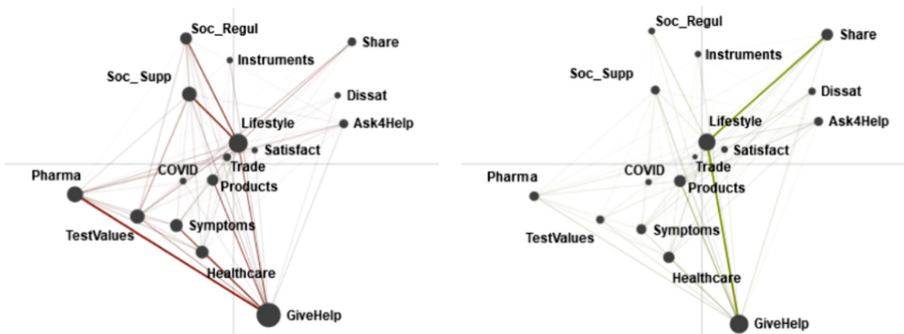 Soc_Regul
Share
Instruments
Soc_Supp
Dissat
Lifestyle
Ask4Help
Satisfact
COVID
Trade
Pharma
Products
TestValues
Symptoms
Healthcare
GiveHelp
Soc_Regul
Share
Instruments
Soc_Supp
Dissat
Lifestyle
Ask4Help
Satisfact
COVID
Trade
Pharma
Products
TestValues
Symptoms
Healthcare
GiveHelp